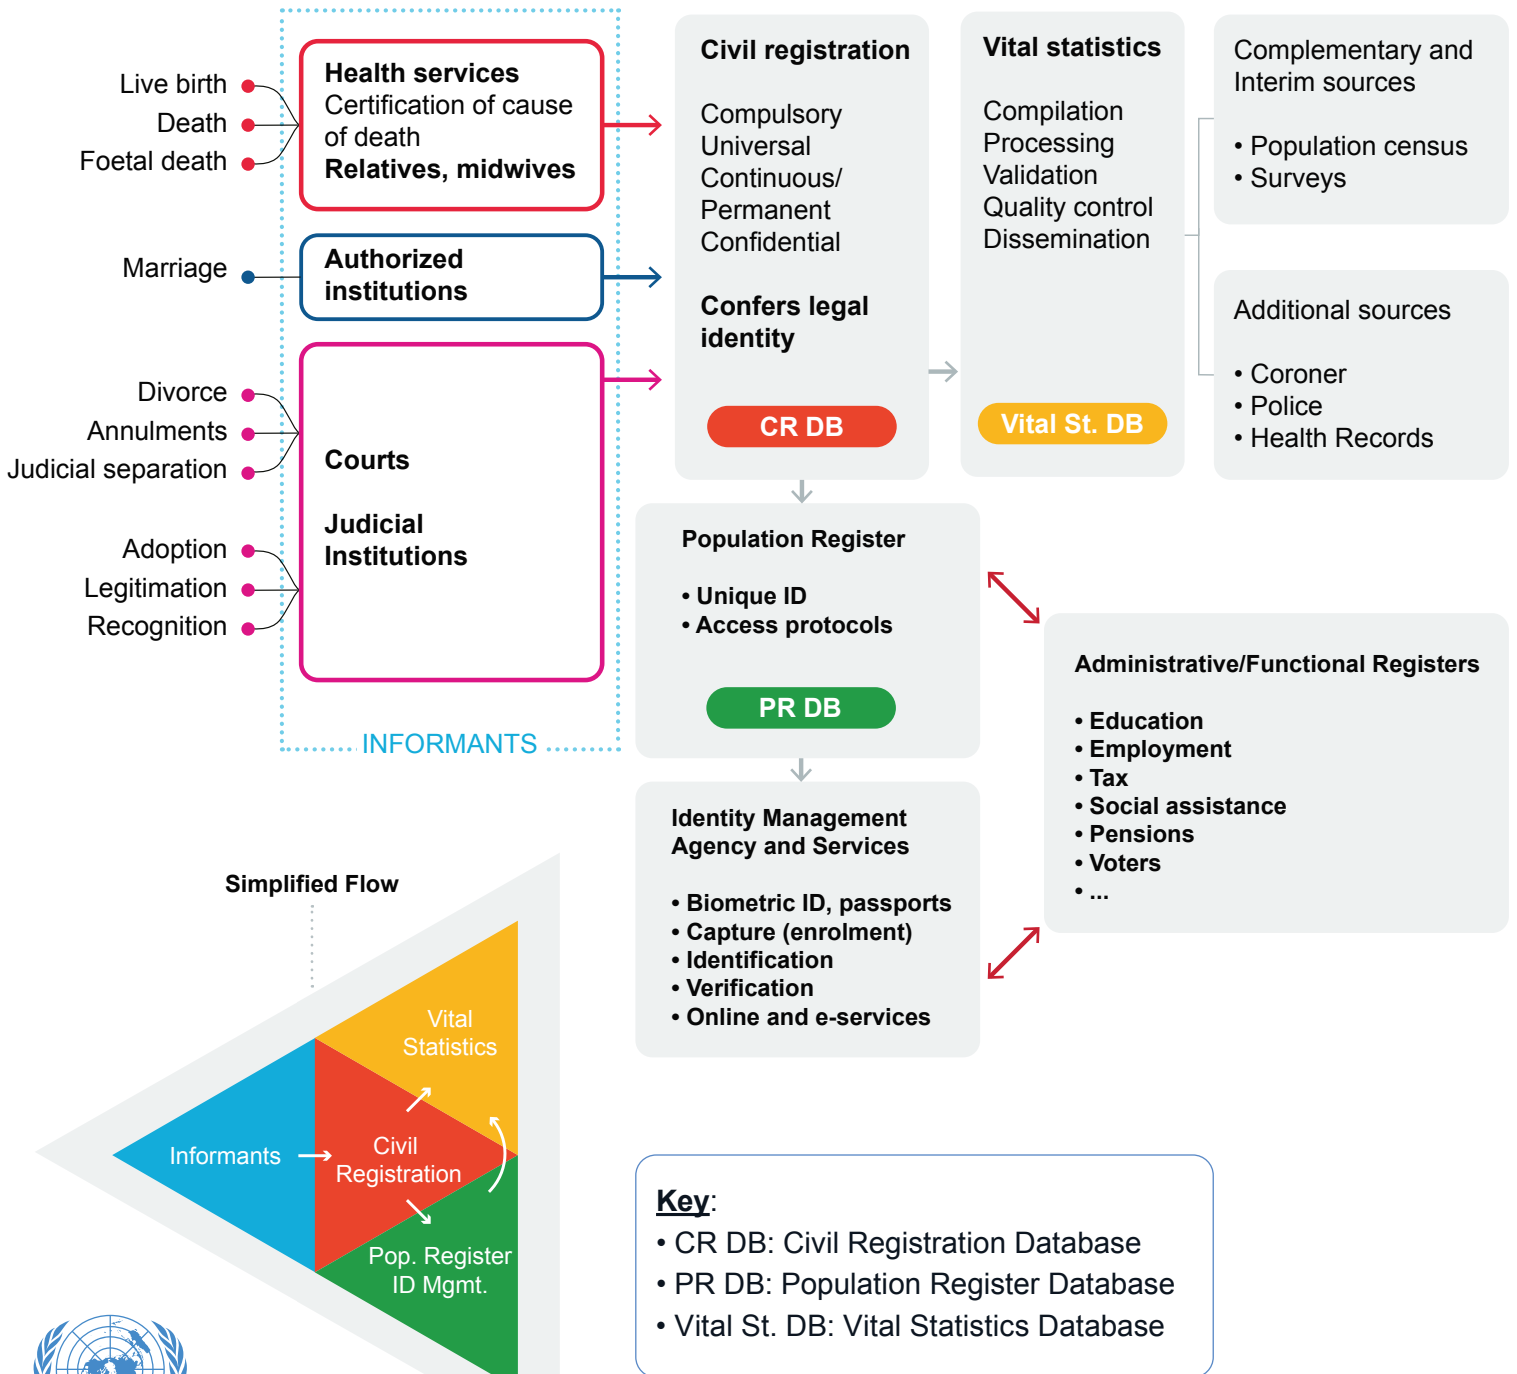 Live birth
Death
Foetal death
Marriage
Divorce
Annulments
Judicial separation
Adoption
Legitimation
Recognition
Health services
Certification of cause
of death
Relatives, midwives
Authorized
institutions
Courts
Judicial
Institutions
INFORMANTS
Civil registration
Compulsory
Universal
Continuous/
Permanent
Confidential
Confers legal
identity
CR DB
Vital statistics
Compilation
Processing
Validation
Quality control
Dissemination
Vital St. DB
Complementary and
Interim sources
• Population census
• Surveys
Additional sources
• Coroner
• Police
• Health Records
Population Register
• Unique ID
• Access protocols
PR DB
Administrative/Functional Registers
• Education
• Employment
• Tax
• Social assistance
• Pensions
• Voters
• ...
Identity Management
Agency and Services
• Biometric ID, passports
• Capture (enrolment)
• Identification
• Verification
• Online and e-services
Simplified Flow
Vital
Statistics
Informants
Civil
Registration
Pop. Register
ID Mgmt.
Key:
• CR DB: Civil Registration Database
• PR DB: Population Register Database
• Vital St. DB: Vital Statistics Database